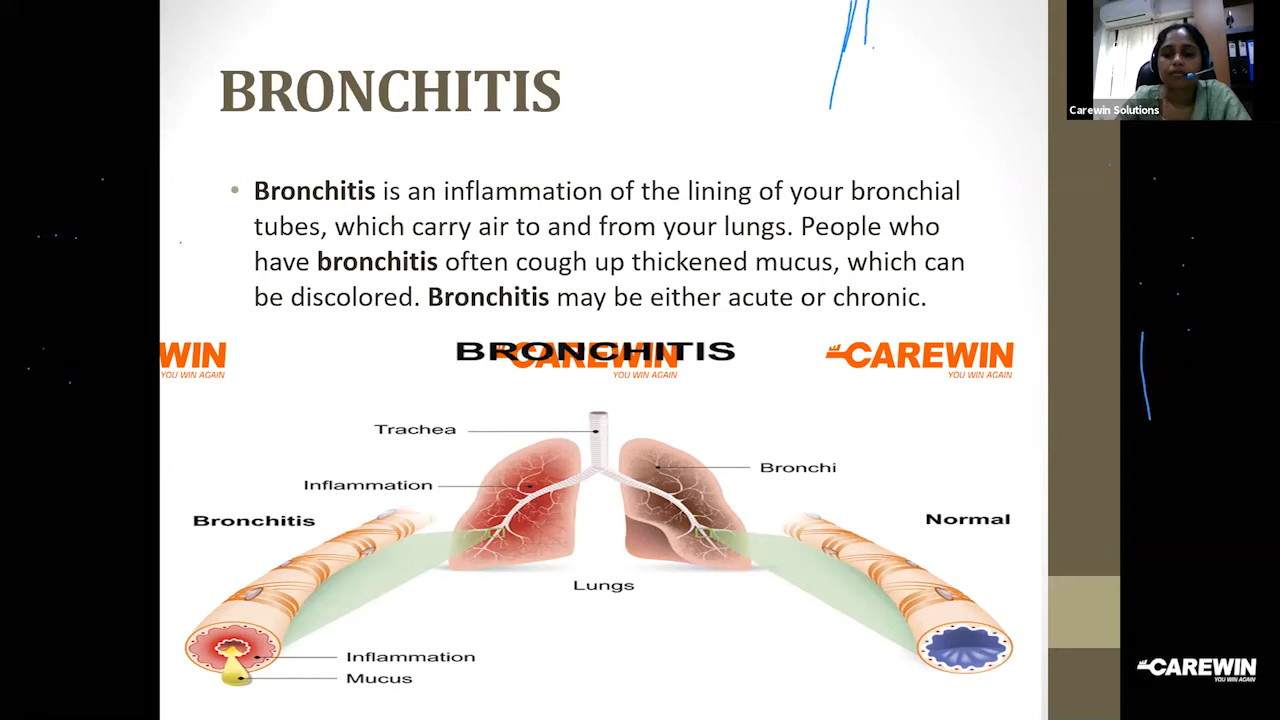 BRONCHITIS
Carewin Solutions
• Bronchitis is an inflammation of the lining of your bronchial
tubes, which carry air to and from your lungs. People who
have bronchitis often cough up thickened mucus, which can
be discolored. Bronchitis may be either acute or chronic.
WIN
YOU WIN AGAIN
BRONCHITIS
CAREWIN
YOU WIN AGAIN
CAREWIN
YOU WIN AGAIN
Trachea
Bronchi
Inflammation
Bronchitis
Normal
Lungs
Inflammation
Mucus
CAREWIN
YOU WIN AGAIN